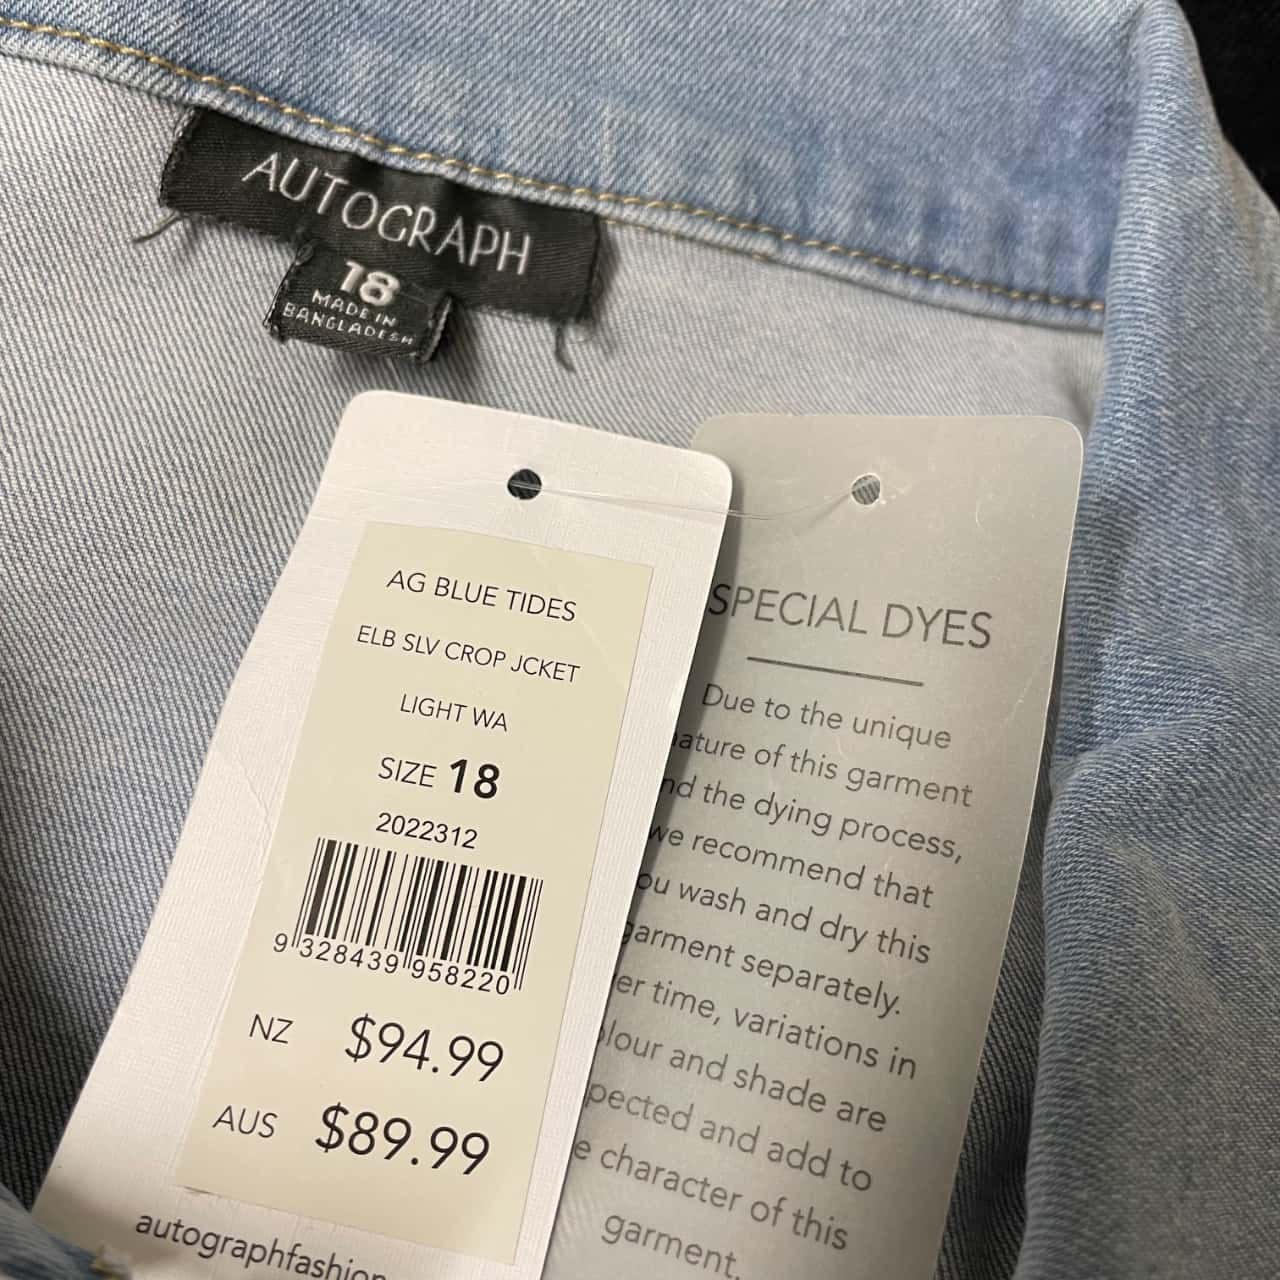 AUTOGRAPH
18
MADE IN
BANGLADESH
AG BLUE TIDES
ELB SLV CROP JCKET
LIGHT WA
SIZE 18
2022312
9 328439 958220
NZ $94.99
AUS $89.99
autographfashion
SPECIAL DYES
Due to the unique
ature of this garment
nd the dying process,
we recommend that
ou wash and dry this
garment separately.
er time, variations in
lour and shade are
pected and add to
e character of this
garment.